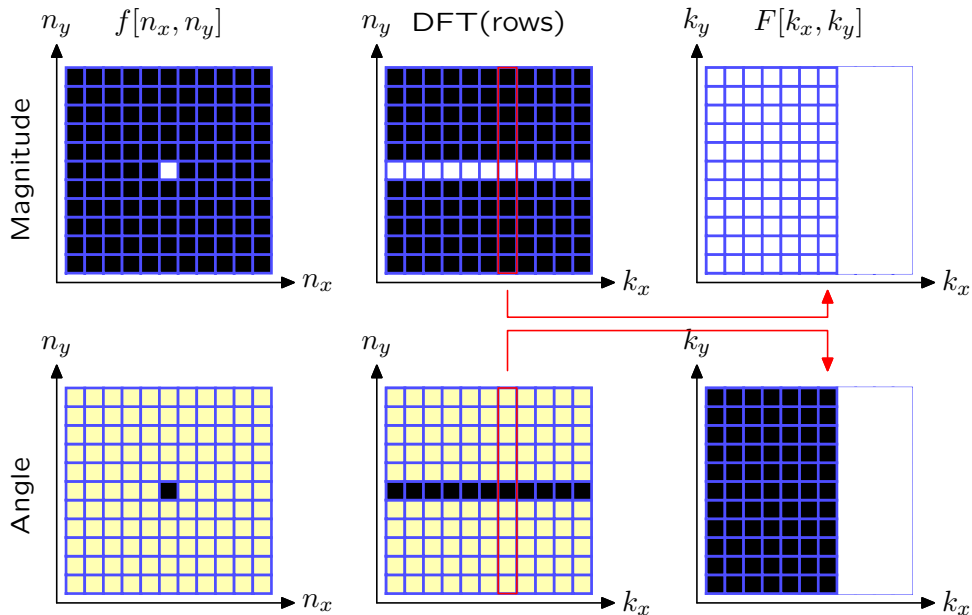 n_y f[n_x, n_y] n_y DFT(rows) k_y F[k_x, k_y]
Magnitude
n_x k_x k_x
n_y n_y k_y
Angle
n_x k_x k_x